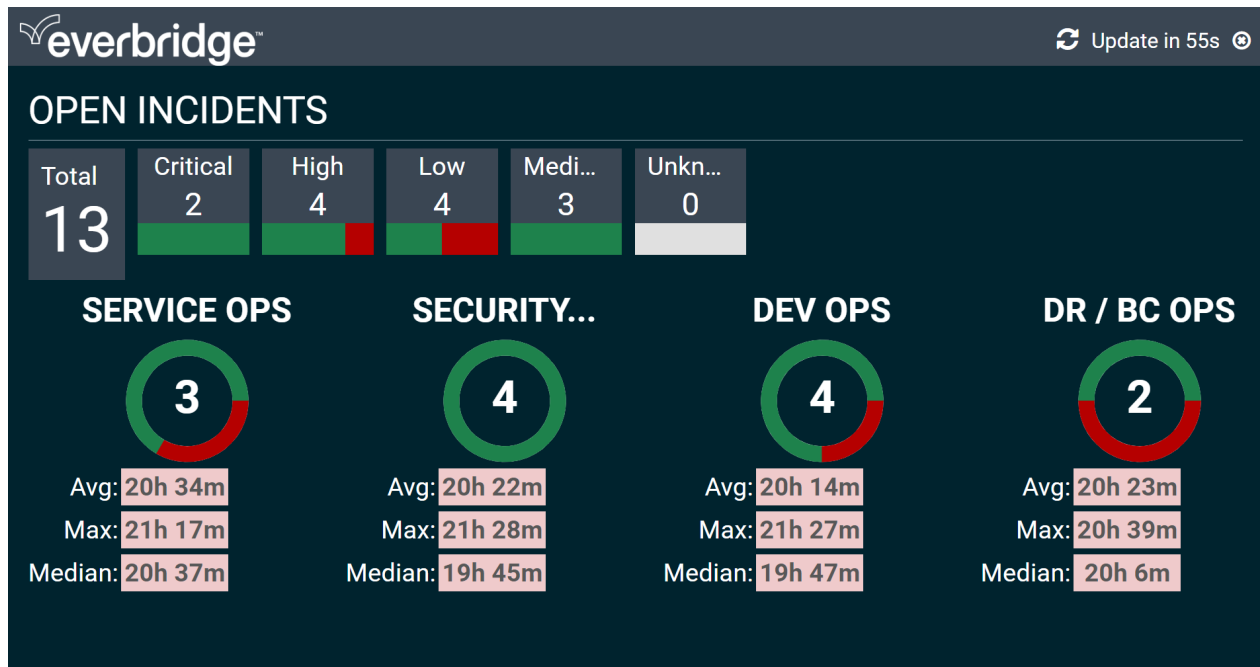 everbridge™
Update in 55s
OPEN INCIDENTS
Total
13
Critical
2
High
4
Low
4
Medi...
3
Unkn...
0
SERVICE OPS
3
Avg: 20h 34m
Max: 21h 17m
Median: 20h 37m
SECURITY...
4
Avg: 20h 22m
Max: 21h 28m
Median: 19h 45m
DEV OPS
4
Avg: 20h 14m
Max: 21h 27m
Median: 19h 47m
DR / BC OPS
2
Avg: 20h 23m
Max: 20h 39m
Median: 20h 6m